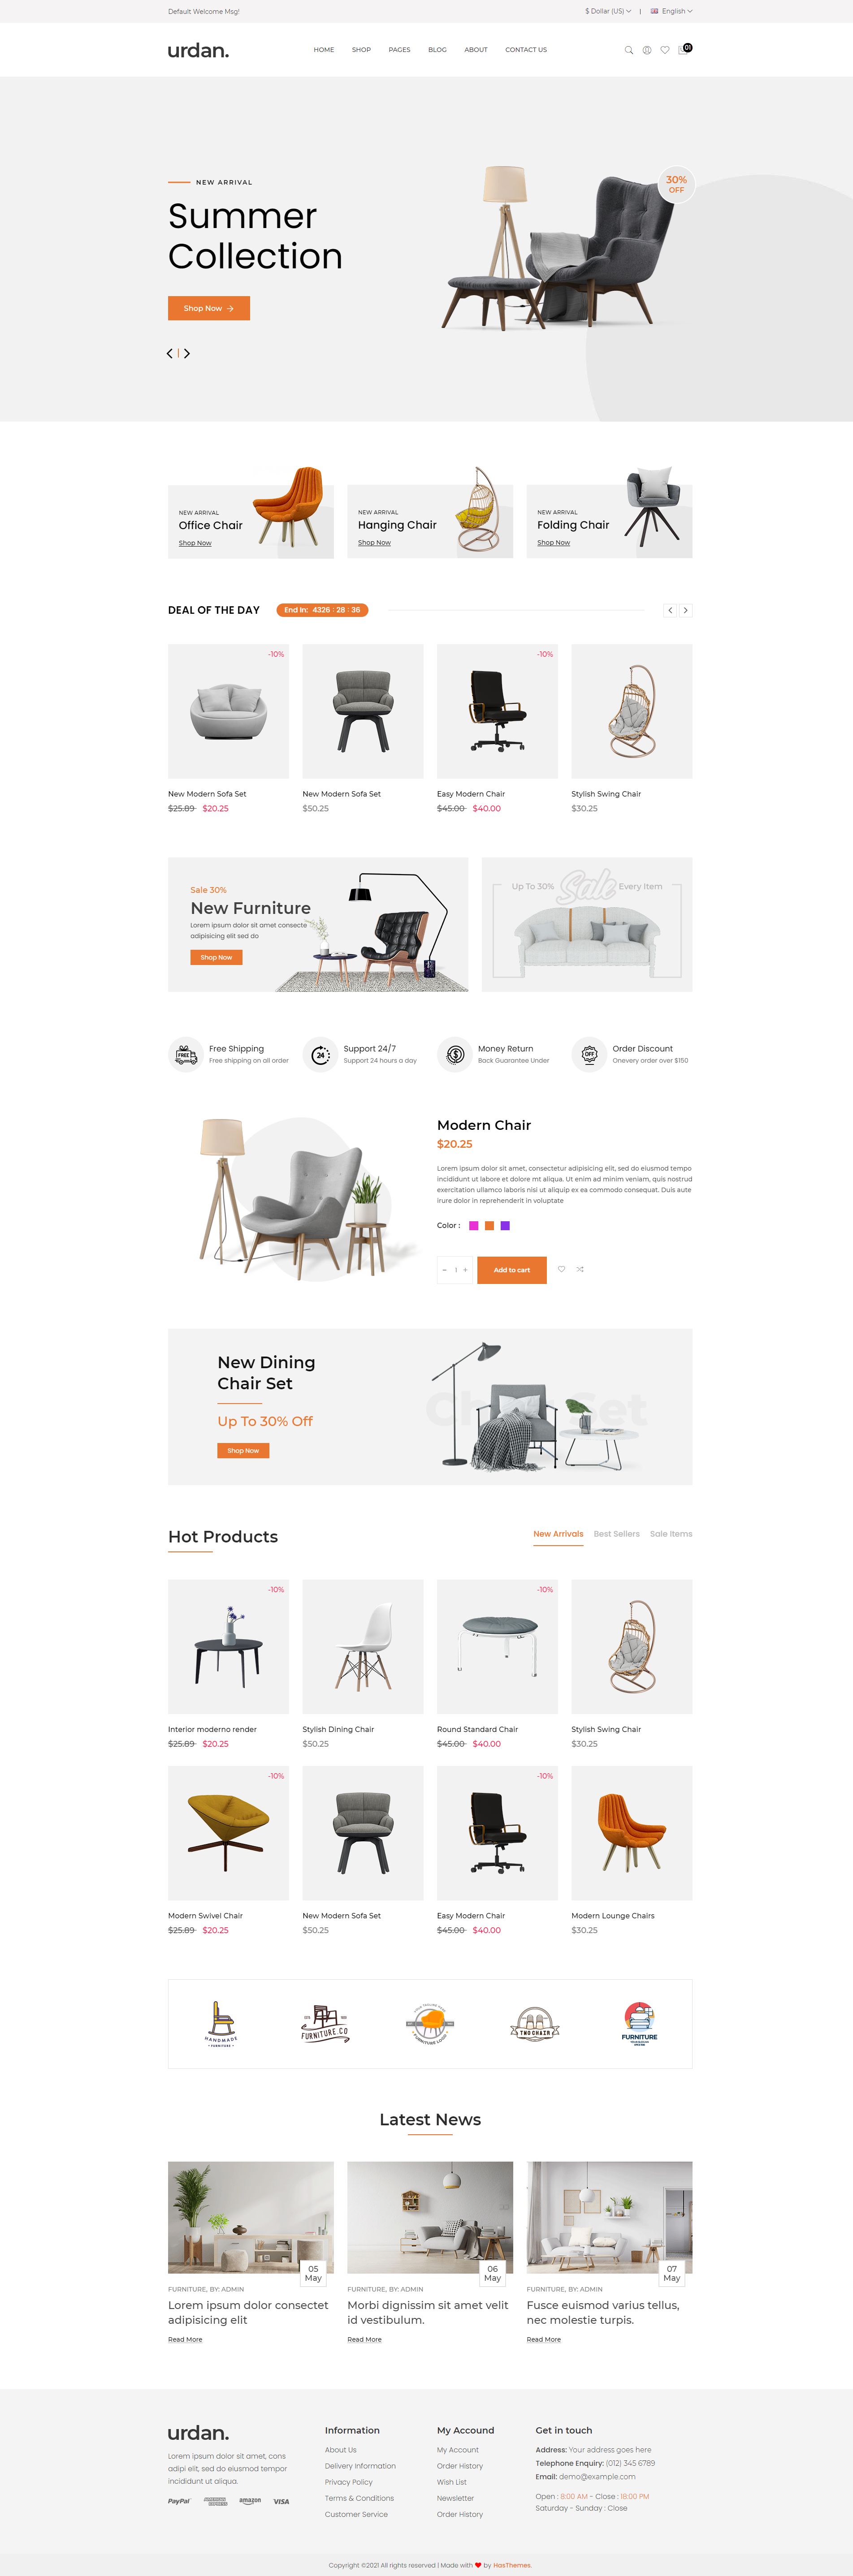 Default Welcome Msg!
$ Dollar (US)
English
urdan.
HOME
SHOP
PAGES
BLOG
ABOUT
CONTACT US
01
NEW ARRIVAL
Summer
Collection
Shop Now
30%
OFF
NEW ARRIVAL
Office Chair
Shop Now
NEW ARRIVAL
Hanging Chair
Shop Now
NEW ARRIVAL
Folding Chair
Shop Now
DEAL OF THE DAY
End In: 4326 : 28 : 36
-10%
-10%
New Modern Sofa Set
$25.89 $20.25
New Modern Sofa Set
$50.25
Easy Modern Chair
$45.00 $40.00
Stylish Swing Chair
$30.25
Sale 30%
New Furniture
Lorem ipsum dolor sit amet consecte
adipisicing elit sed do
Shop Now
Up To 30% Sale Every Item
FREE
Free Shipping
Free shipping on all order
24
Support 24/7
Support 24 hours a day
$
Money Return
Back Guarantee Under
OFF
Order Discount
Onevery order over $150
Modern Chair
$20.25
Lorem ipsum dolor sit amet, consectetur adipisicing elit, sed do eiusmod tempo
incididunt ut labore et dolore mt aliqua. Ut enim ad minim veniam, quis nostrud
exercitation ullamco laboris nisi ut aliquip ex ea commodo consequat. Duis aute
irure dolor in reprehenderit in voluptate
Color :
- 1 +
Add to cart
New Dining
Chair Set
Up To 30% Off
Shop Now
Hot Products
New Arrivals
Best Sellers
Sale Items
-10%
-10%
Interior moderno render
$25.89 $20.25
Stylish Dining Chair
$50.25
Round Standard Chair
$45.00 $40.00
Stylish Swing Chair
$30.25
-10%
-10%
Modern Swivel Chair
$25.89 $20.25
New Modern Sofa Set
$50.25
Easy Modern Chair
$45.00 $40.00
Modern Lounge Chairs
$30.25
HANDMADE
FURNITURE
FURNITURE.CO
FURNITURE LOGO
TWO CHAIR
FURNITURE
Latest News
05
May
FURNITURE, BY: ADMIN
Lorem ipsum dolor consectet
adipisicing elit
Read More
06
May
FURNITURE, BY: ADMIN
Morbi dignissim sit amet velit
id vestibulum.
Read More
07
May
FURNITURE, BY: ADMIN
Fusce euismod varius tellus,
nec molestie turpis.
Read More
urdan.
Lorem ipsum dolor sit amet, cons
adipi elit, sed do eiusmod tempor
incididunt ut aliqua.
PayPal
AMERICAN
EXPRESS
amazon
VISA
Information
About Us
Delivery Information
Privacy Policy
Terms & Conditions
Customer Service
My Accound
My Account
Order History
Wish List
Newsletter
Order History
Get in touch
Address: Your address goes here
Telephone Enquiry: (012) 345 6789
Email: demo@example.com
Open : 8:00 AM - Close : 18:00 PM
Saturday - Sunday : Close
Copyright ©2021 All rights reserved | Made with ❤ by HasThemes.